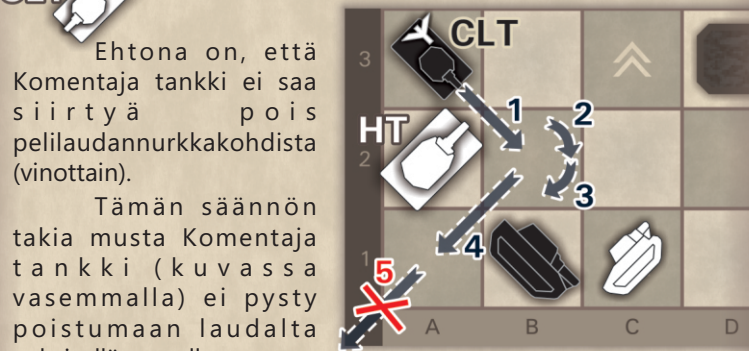 Ehtona on, että
Komentaja tankki ei saa
siirtyä pois
pelilaudannurkkakohdista
(vinottain).
Tämän säännön
takia musta Komentaja
tankki (kuvassa
vasemmalla) ei pysty
poistumaan laudalta
CLT
HT
1
2
3
4
5
3
2
1
A
B
C
D